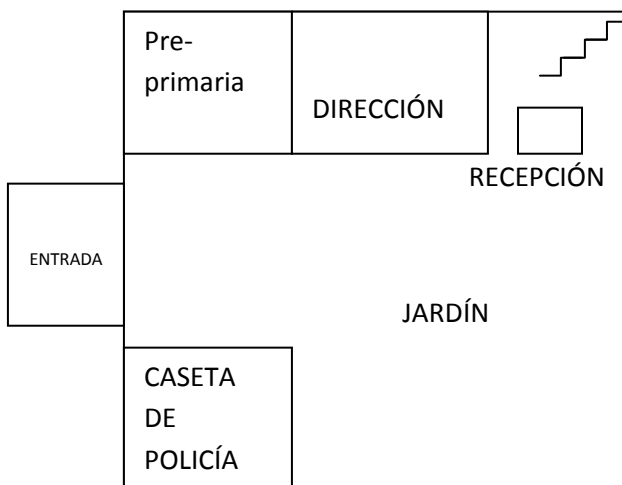 Pre-
primaria
DIRECCIÓN
RECEPCIÓN
ENTRADA
JARDÍN
CASETA
DE
POLICÍA